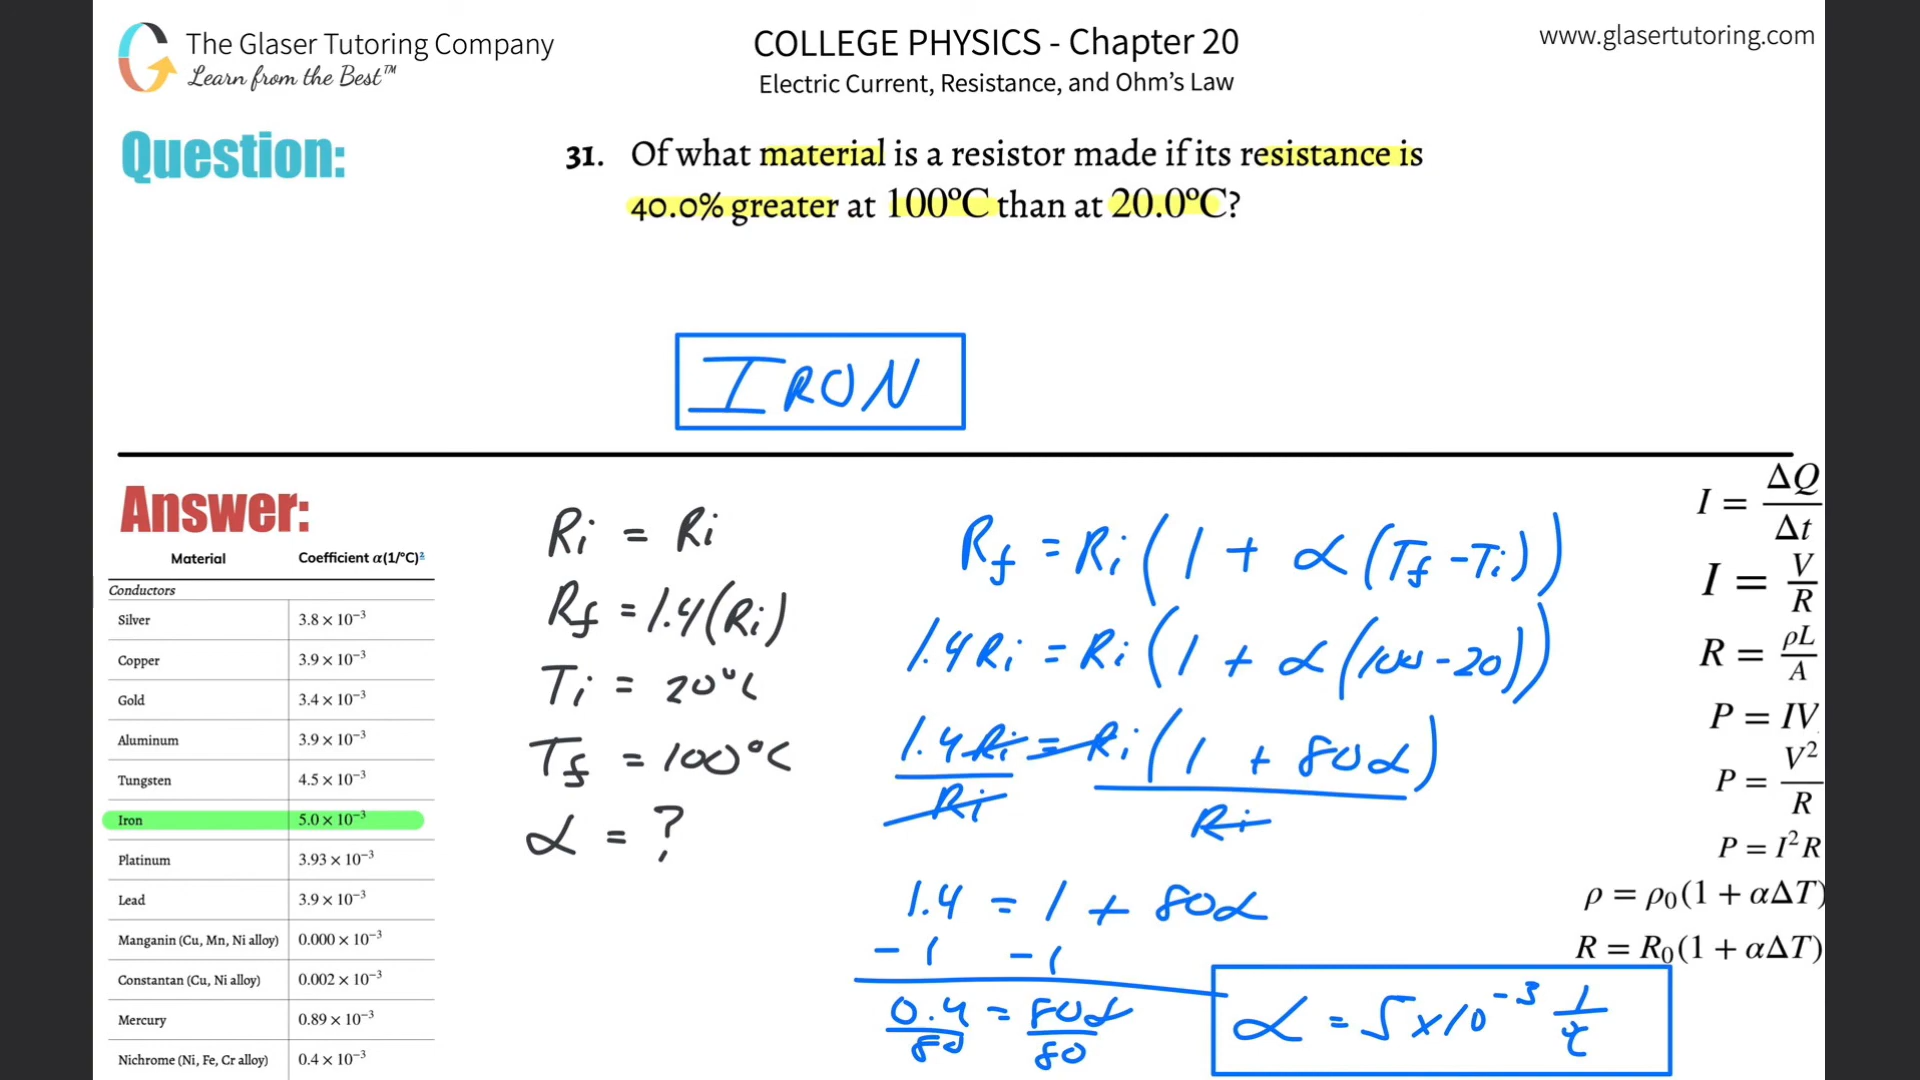 The Glaser Tutoring Company
Learn from the Best™
COLLEGE PHYSICS - Chapter 20
Electric Current, Resistance, and Ohm's Law
www.glasertutoring.com
Question:
31. Of what material is a resistor made if its resistance is
40.0% greater at 100ºC than at 20.0ºC?
IRON
Answer:
Material Coefficient α(1/°C)²
Conductors
Silver 3.8 × 10⁻³
Copper 3.9 × 10⁻³
Gold 3.4 × 10⁻³
Aluminum 3.9 × 10⁻³
Tungsten 4.5 × 10⁻³
Iron 5.0 × 10⁻³
Platinum 3.93 × 10⁻³
Lead 3.9 × 10⁻³
Manganin (Cu, Mn, Ni alloy) 0.000 × 10⁻³
Constantan (Cu, Ni alloy) 0.002 × 10⁻³
Mercury 0.89 × 10⁻³
Nichrome (Ni, Fe, Cr alloy) 0.4 × 10⁻³
Ri = Ri
Rf = 1.4(Ri)
Ti = 20°C
Tf = 100°C
α = ?
Rf = Ri(1 + α(Tf - Ti))
1.4Ri = Ri(1 + α(100 - 20))
1.4Ri = Ri(1 + 80α)
Ri Ri
1.4 = 1 + 80α
- 1 - 1
0.4 = 80α
80 80
α = 5 x 10⁻³ 1/°C
I = ΔQ/Δt
I = V/R
R = ρL/A
P = IV
P = V²/R
P = I²R
ρ = ρ₀(1 + αΔT)
R = R₀(1 + αΔT)